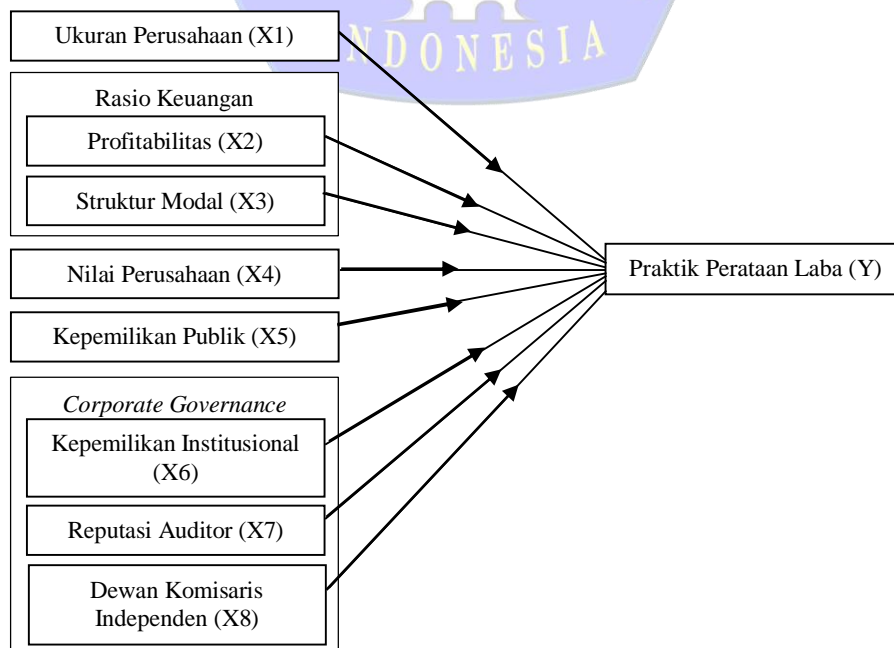 Ukuran Perusahaan (X1)
INDONESIA
Rasio Keuangan
Profitabilitas (X2)
Struktur Modal (X3)
Nilai Perusahaan (X4)
Praktik Perataan Laba (Y)
Kepemilikan Publik (X5)
Corporate Governance
Kepemilikan Institusional
(X6)
Reputasi Auditor (X7)
Dewan Komisaris
Independen (X8)